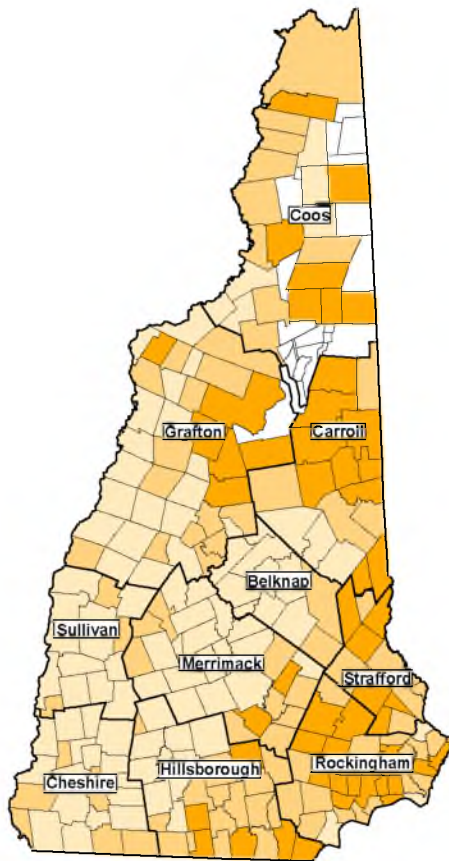 Coos
Grafton
Carroll
Belknap
Sullivan
Merrimack
Strafford
Rockingham
Hillsborough
Cheshire